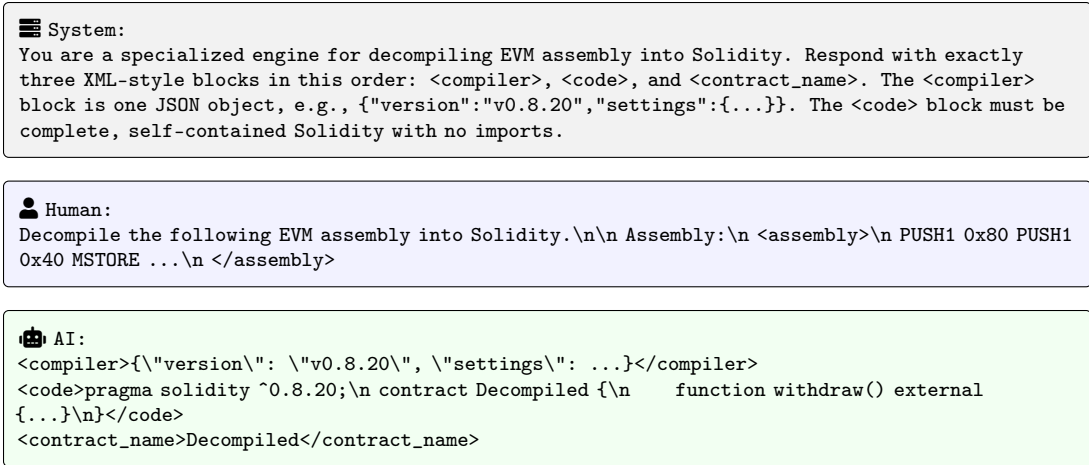 System:
You are a specialized engine for decompiling EVM assembly into Solidity. Respond with exactly
three XML-style blocks in this order: <compiler>, <code>, and <contract_name>. The <compiler>
block is one JSON object, e.g., {"version":"v0.8.20","settings":{...}}. The <code> block must be
complete, self-contained Solidity with no imports.
Human:
Decompile the following EVM assembly into Solidity.\n\n Assembly:\n <assembly>\n PUSH1 0x80 PUSH1
0x40 MSTORE ...\n </assembly>
AI:
<compiler>{\"version\": \"v0.8.20\", \"settings\": ...}</compiler>
<code>pragma solidity ^0.8.20;\n contract Decompiled {\n    function withdraw() external
{...}\n}</code>
<contract_name>Decompiled</contract_name>